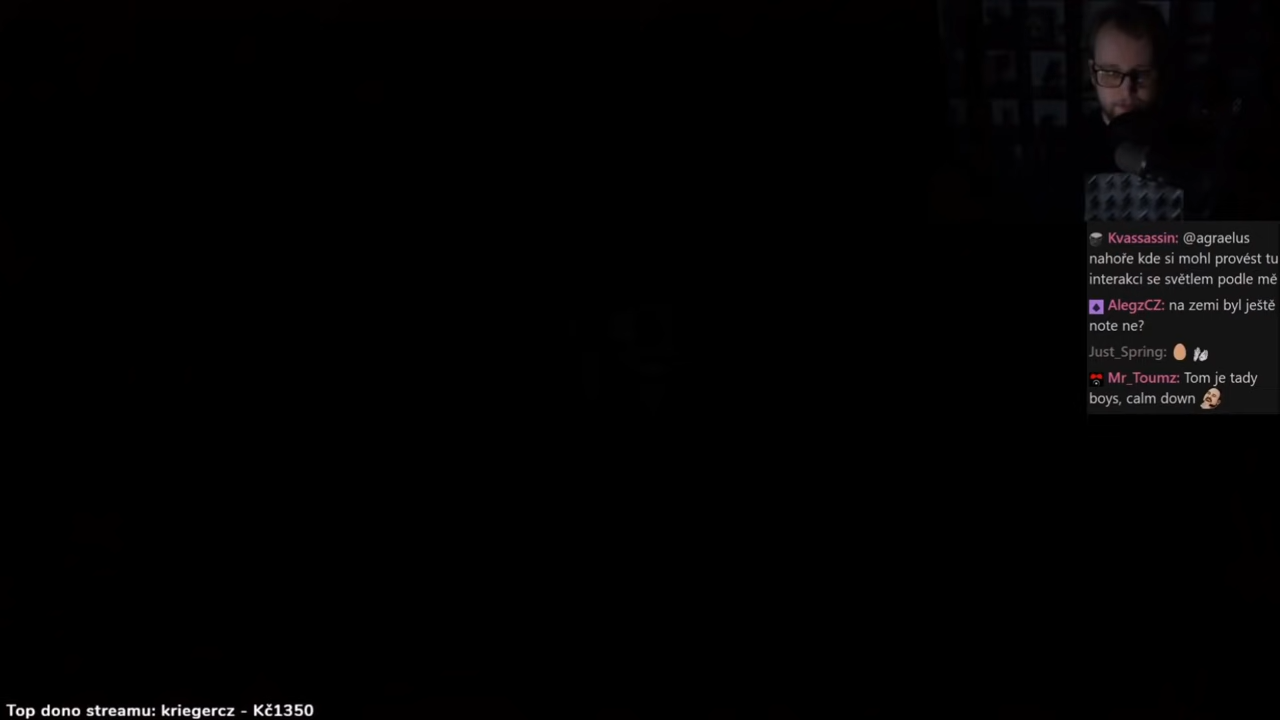 Kvassassin: @agraelus
nahoře kde si mohl provést tu
interakci se světlem podle mě
AlegzCZ: na zemi byl ještě
note ne?
Just_Spring:
Mr_Toumz: Tom je tady
boys, calm down
Top dono streamu: kriegercz - Kč1350